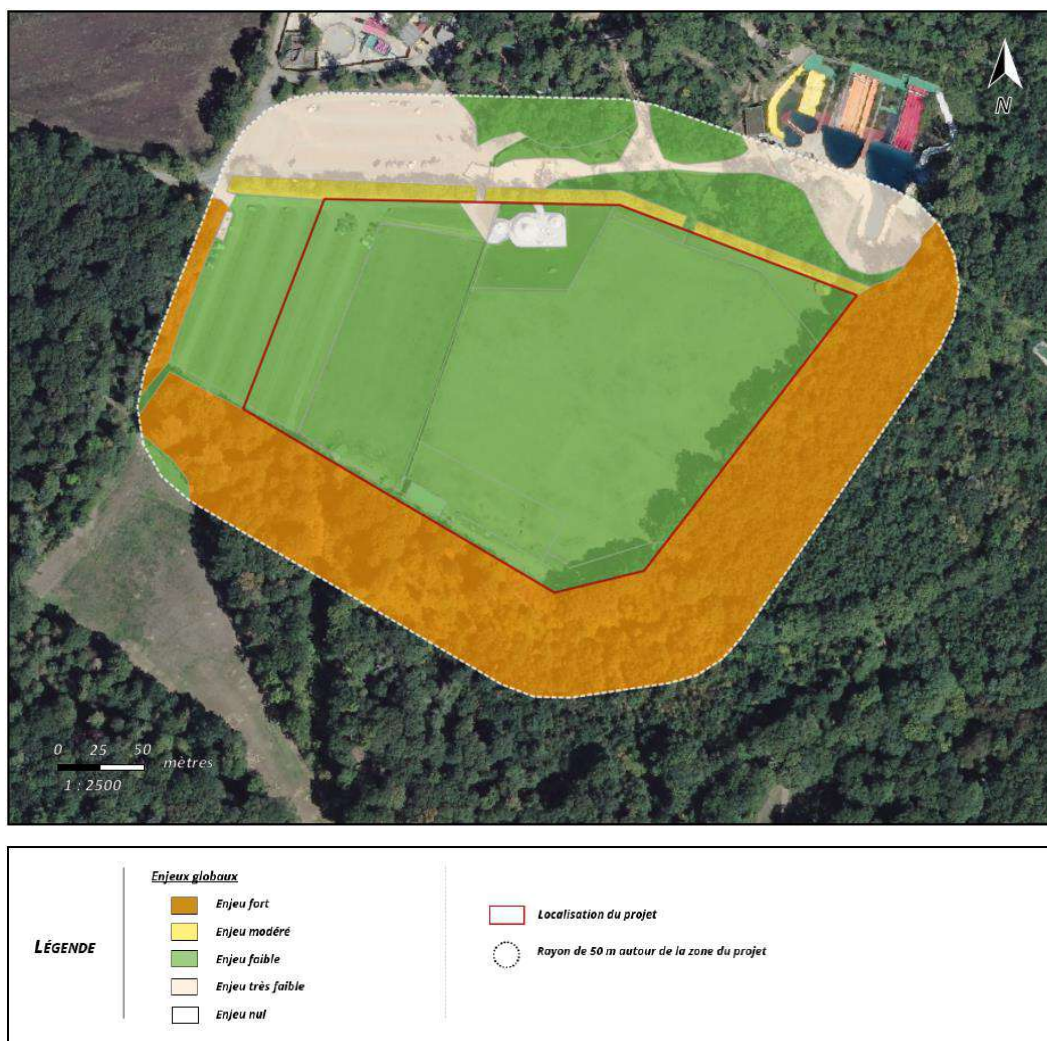 N
0 25 50
mètres
1 : 2500
LÉGENDE
Enjeux globaux
Enjeu fort
Enjeu modéré
Enjeu faible
Enjeu très faible
Enjeu nul
Localisation du projet
Rayon de 50 m autour de la zone du projet